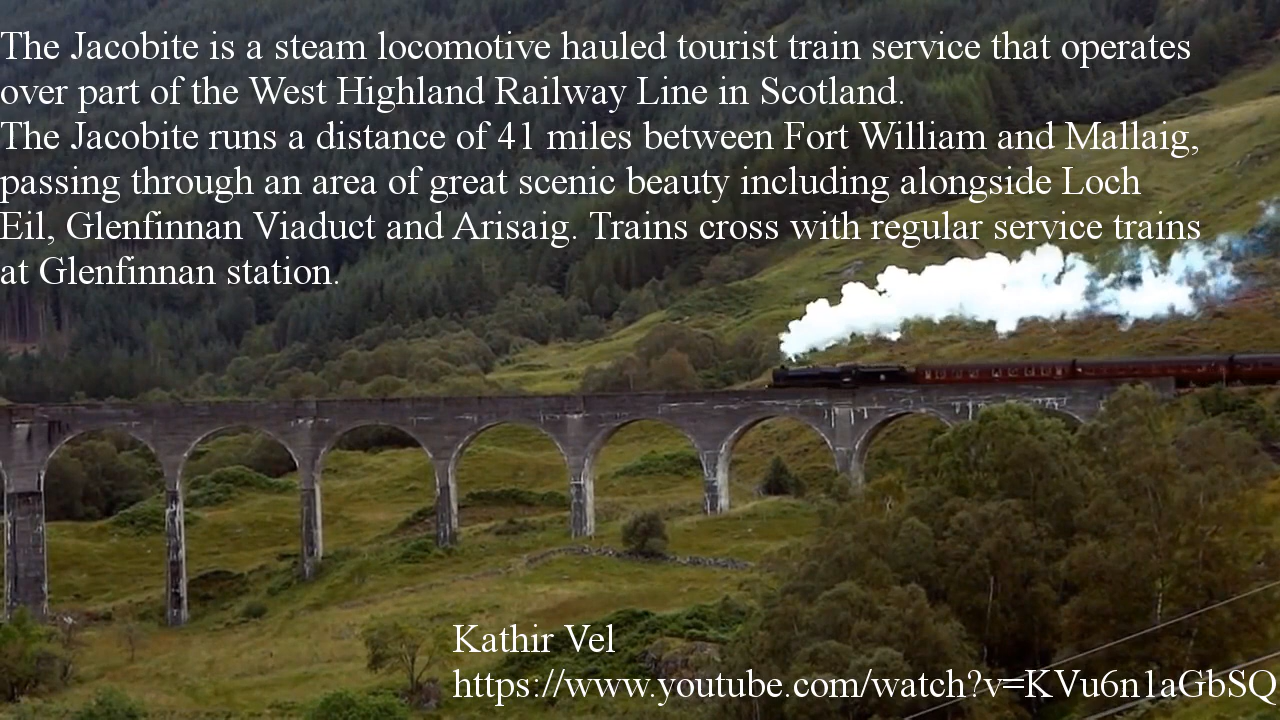 The Jacobite is a steam locomotive hauled tourist train service that operates
over part of the West Highland Railway Line in Scotland.
The Jacobite runs a distance of 41 miles between Fort William and Mallaig,
passing through an area of great scenic beauty including alongside Loch
Eil, Glenfinnan Viaduct and Arisaig. Trains cross with regular service trains
at Glenfinnan station.
Kathir Vel
https://www.youtube.com/watch?v=KVu6n1aGbSQ